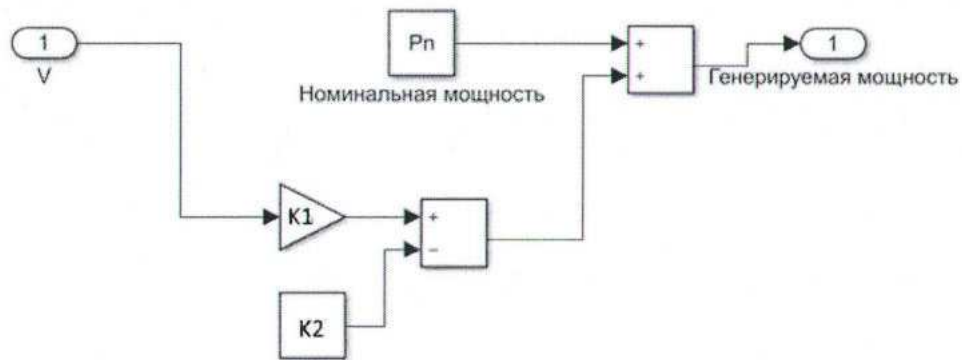 1
V
Pn
Номинальная мощность
+
+
1
Генерируемая мощность
K1
+
−
K2